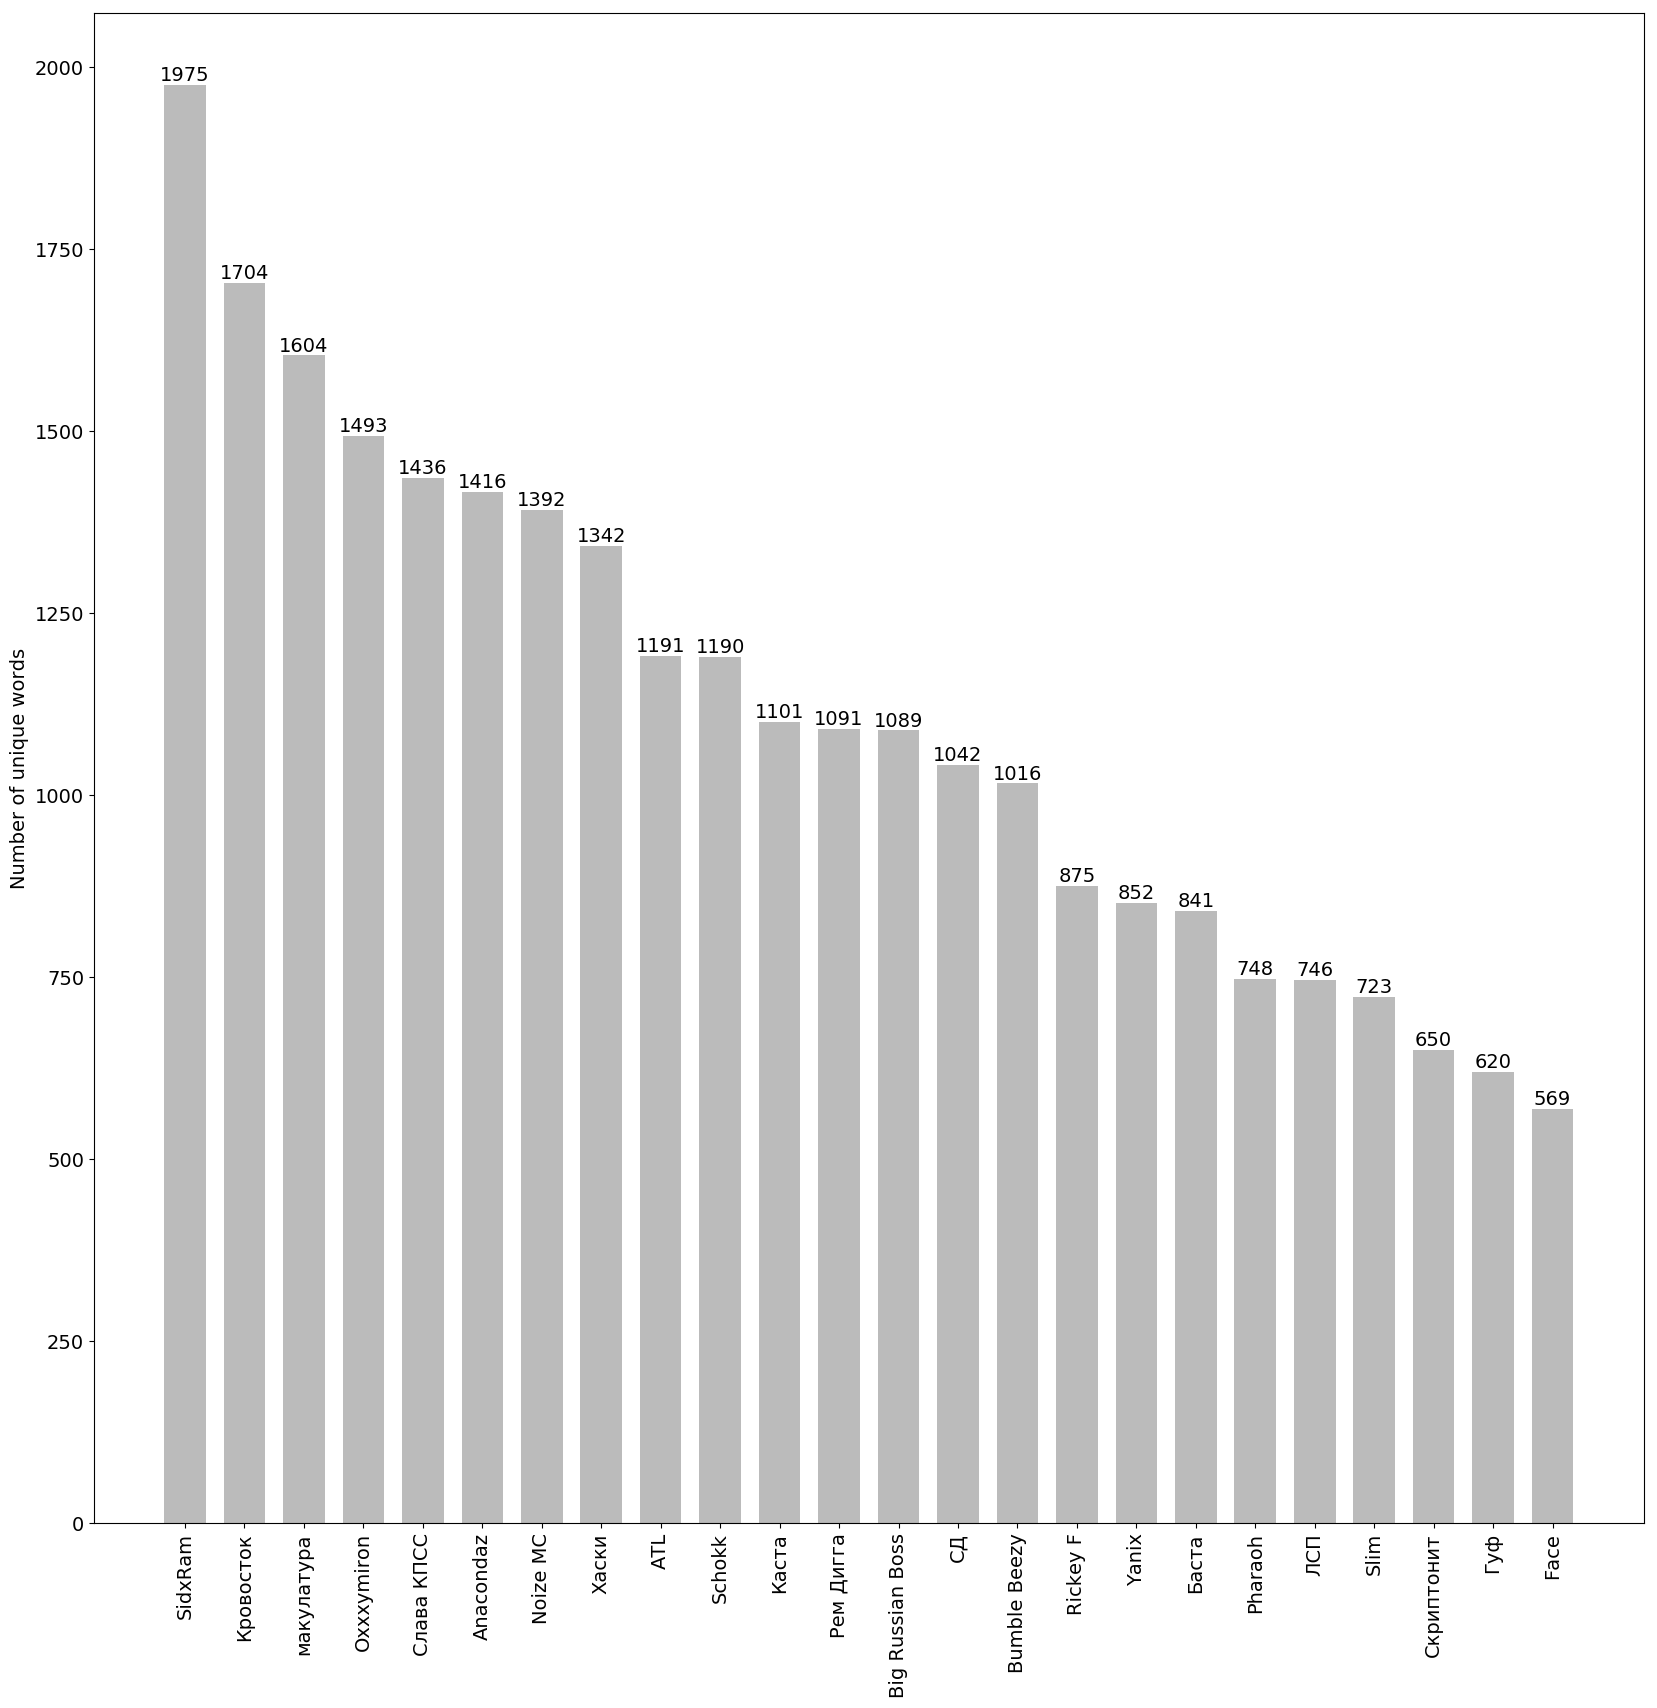 2000
1750
1500
1250
1000
750
500
250
0
Number of unique words
1975
1704
1604
1493
1436
1416
1392
1342
1191
1190
1101
1091
1089
1042
1016
875
852
841
748
746
723
650
620
569
SidxRam
Кровосток
макулатура
Oxxxymiron
Слава КПСС
Anacondaz
Noize MC
Хаски
ATL
Schokk
Каста
Рем Дигга
Big Russian Boss
СД
Bumble Beezy
Rickey F
Yanix
Баста
Pharaoh
ЛСП
Slim
Скриптонит
Гуф
Face